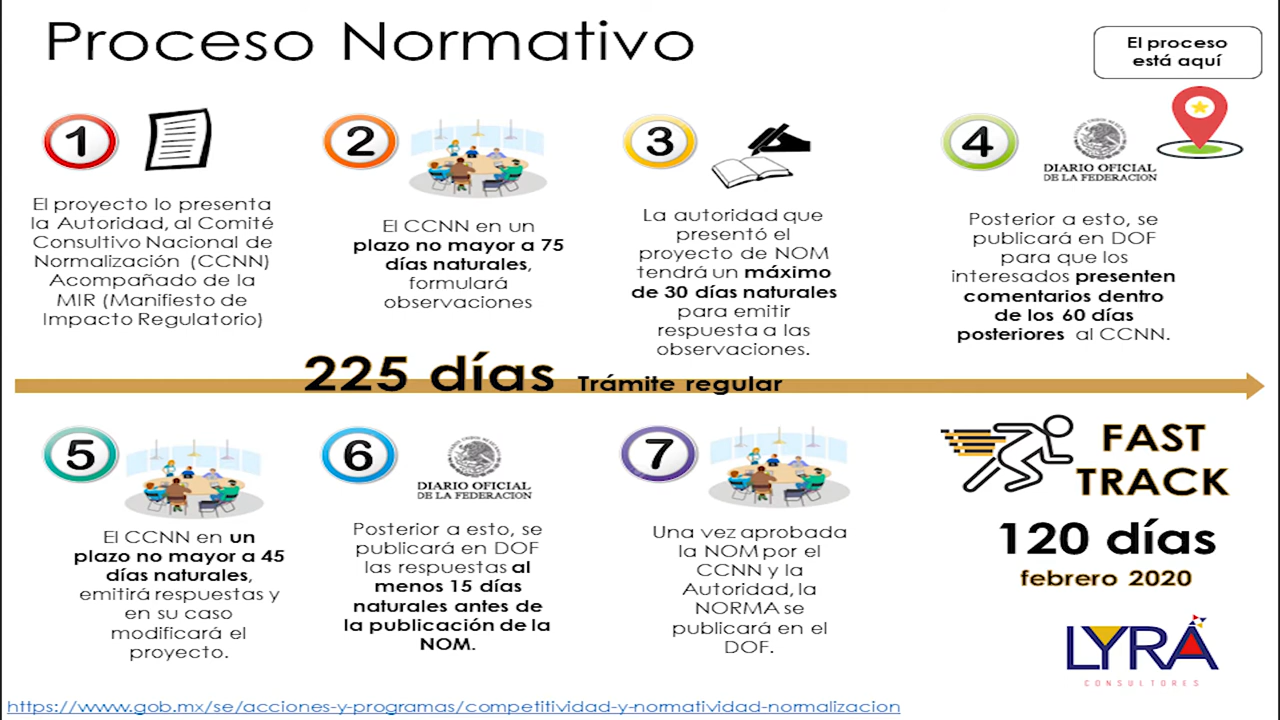 Proceso Normativo
El proceso
está aquí
1
El proyecto lo presenta
la Autoridad, al Comité
Consultivo Nacional de
Normalización (CCNN)
Acompañado de la
MIR (Manifiesto de
Impacto Regulatorio)
2
El CCNN en un
plazo no mayor a 75
días naturales,
formulará
observaciones
3
La autoridad que
presentó el
proyecto de NOM
tendrá un máximo
de 30 días naturales
para emitir
respuesta a las
observaciones.
4
DIARIO OFICIAL
DE LA FEDERACION
Posterior a esto, se
publicará en DOF
para que los
interesados presenten
comentarios dentro
de los 60 días
posteriores al CCNN.
225 días Trámite regular
5
El CCNN en un
plazo no mayor a 45
días naturales,
emitirá respuestas y
en su caso
modificará el
proyecto.
6
DIARIO OFICIAL
DE LA FEDERACION
Posterior a esto, se
publicará en DOF
las respuestas al
menos 15 días
naturales antes de
la publicación de la
NOM.
7
Una vez aprobada
la NOM por el
CCNN y la
Autoridad, la
NORMA se
publicará en el
DOF.
FAST
TRACK
120 días
febrero 2020
LYRA
CONSULTORES
https://www.gob.mx/se/acciones-y-programas/competitividad-y-normatividad-normalizacion